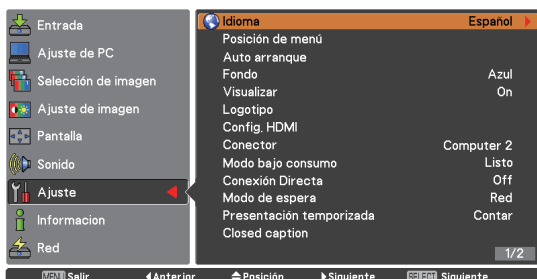 Entrada
Ajuste de PC
Selección de imagen
Ajuste de imagen
Pantalla
Sonido
Ajuste
Informacion
Red
Idioma Español
Posición de menú
Auto arranque
Fondo Azul
Visualizar On
Logotipo
Config. HDMI
Conector Computer 2
Modo bajo consumo Listo
Conexión Directa Off
Modo de espera Red
Presentación temporizada Contar
Closed caption
1/2
MENU Salir Anterior Posición Siguiente SELECT Siguiente